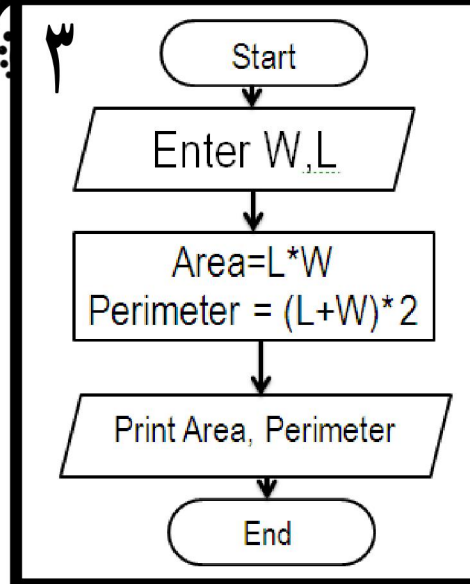 ٣
Start
Enter W,L
Area=L*W
Perimeter = (L+W)*2
Print Area, Perimeter
End